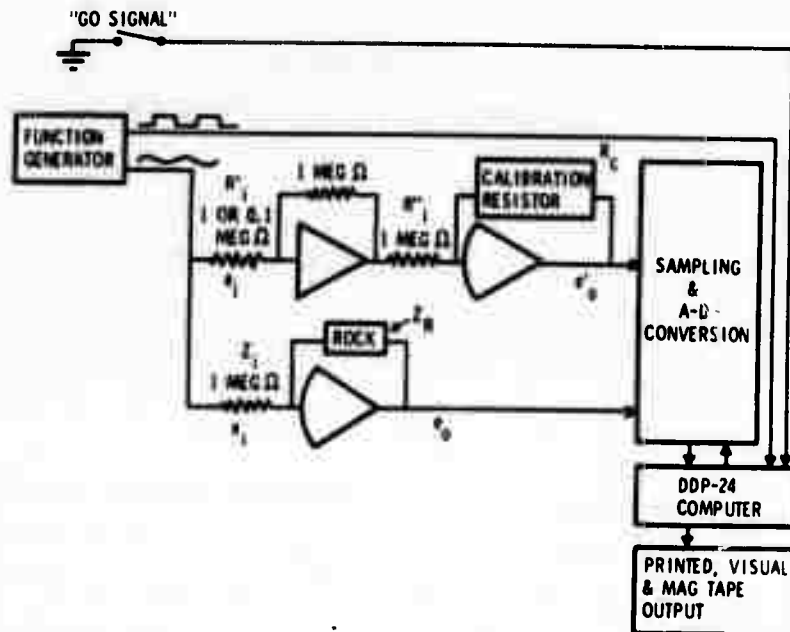 "GO SIGNAL"
FUNCTION
GENERATOR
R'i
1 OR 0.1
MEG Ω
ei
1 MEG Ω
R"i
1 MEG Ω
Rc
CALIBRATION
RESISTOR
e'o
SAMPLING
&
A-D
CONVERSION
Zi
1 MEG Ω
ei
ROCK
ZR
eo
DDP-24
COMPUTER
PRINTED, VISUAL
& MAG TAPE
OUTPUT